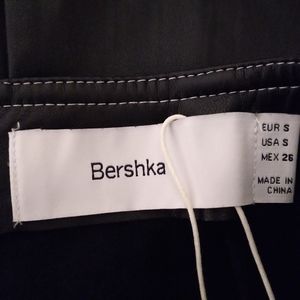 Bershka
EUR S
USA S
MEX 26
MADE IN
CHINA